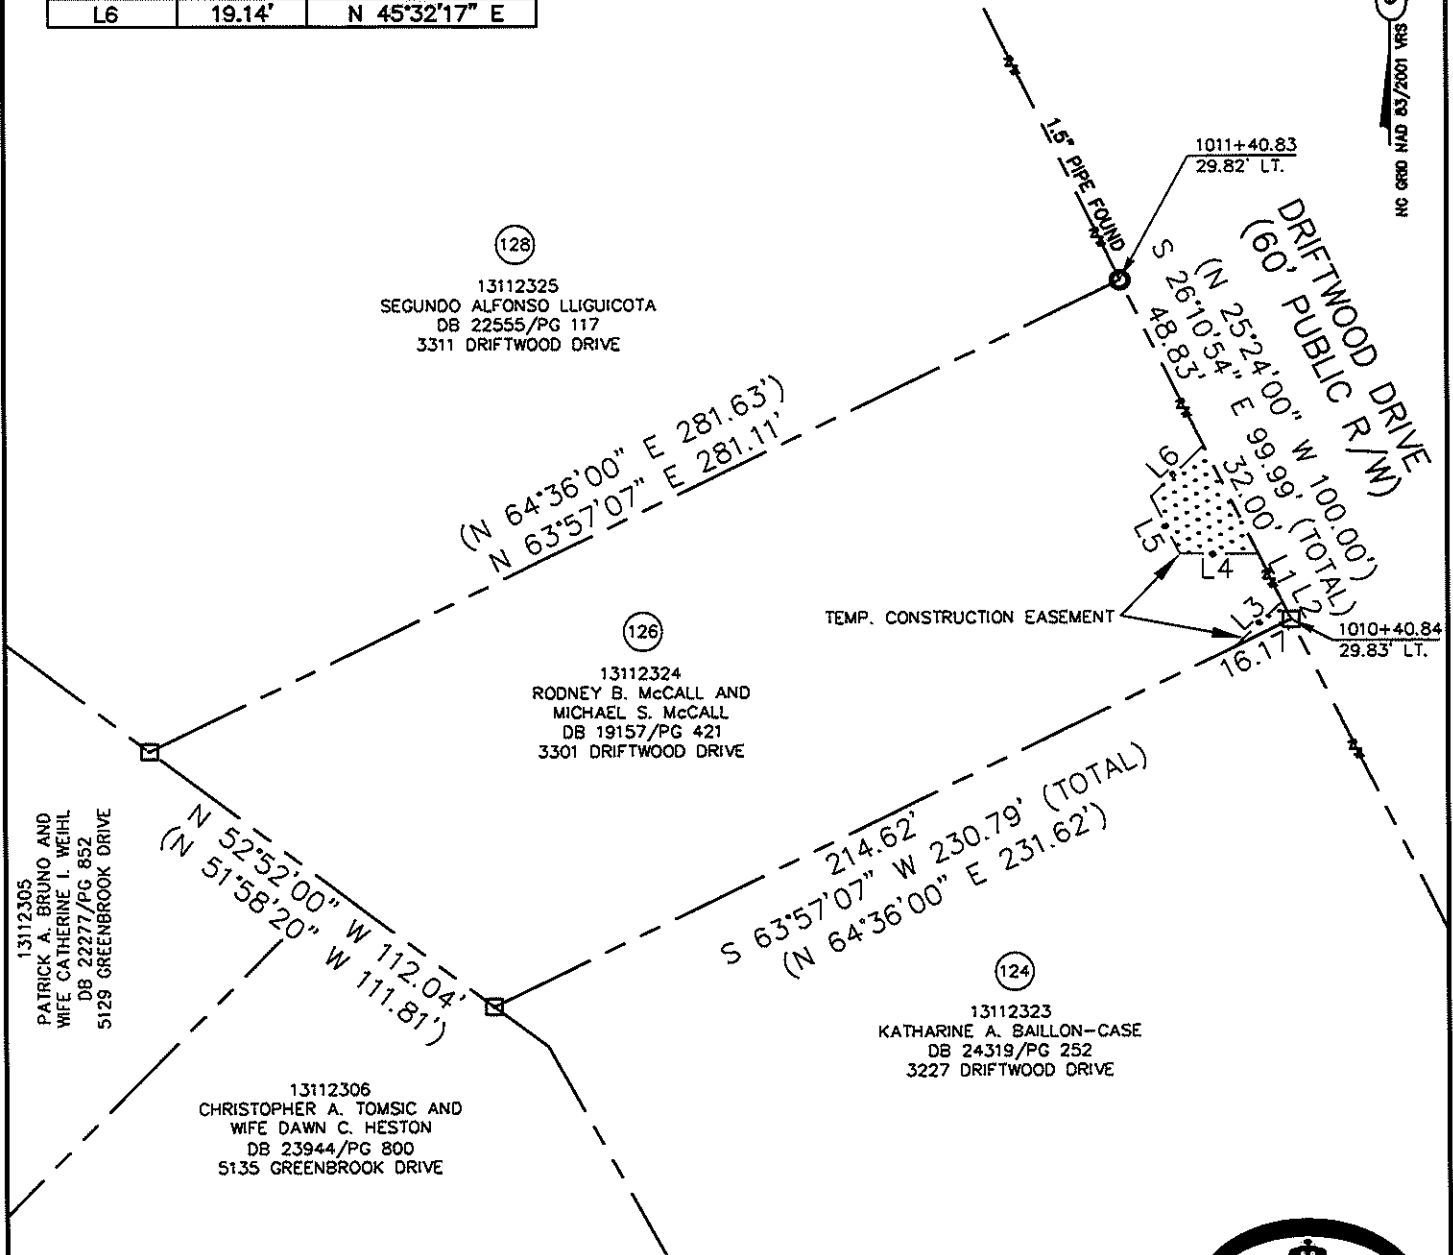 L6 19.14' N 45°32'17" E
NC GRID NAD 83/2001 VRS
1.5" PIPE FOUND
1011+40.83
29.82' LT.
DRIFTWOOD DRIVE
(60' PUBLIC R/W)
(N 25°24'00" W 100.00')
S 26°10'54" E 99.99' (TOTAL)
48.83'
32.00'
L1
L2
L6
L5
L4
L3
128
13112325
SEGUNDO ALFONSO LLIGUICOTA
DB 22555/PG 117
3311 DRIFTWOOD DRIVE
(N 64°36'00" E 281.63')
N 63°57'07" E 281.11'
TEMP. CONSTRUCTION EASEMENT
1010+40.84
29.83' LT.
16.17'
126
13112324
RODNEY B. McCALL AND
MICHAEL S. McCALL
DB 19157/PG 421
3301 DRIFTWOOD DRIVE
214.62'
S 63°57'07" W 230.79' (TOTAL)
(N 64°36'00" E 231.62')
N 52°52'00" W 112.04'
(N 51°58'20" W 111.81')
13112305
PATRICK A. BRUNO AND
WIFE CATHERINE I. WEIHL
DB 22277/PG 852
5129 GREENBROOK DRIVE
124
13112323
KATHARINE A. BAILLON-CASE
DB 24319/PG 252
3227 DRIFTWOOD DRIVE
13112306
CHRISTOPHER A. TOMSIC AND
WIFE DAWN C. HESTON
DB 23944/PG 800
5135 GREENBROOK DRIVE